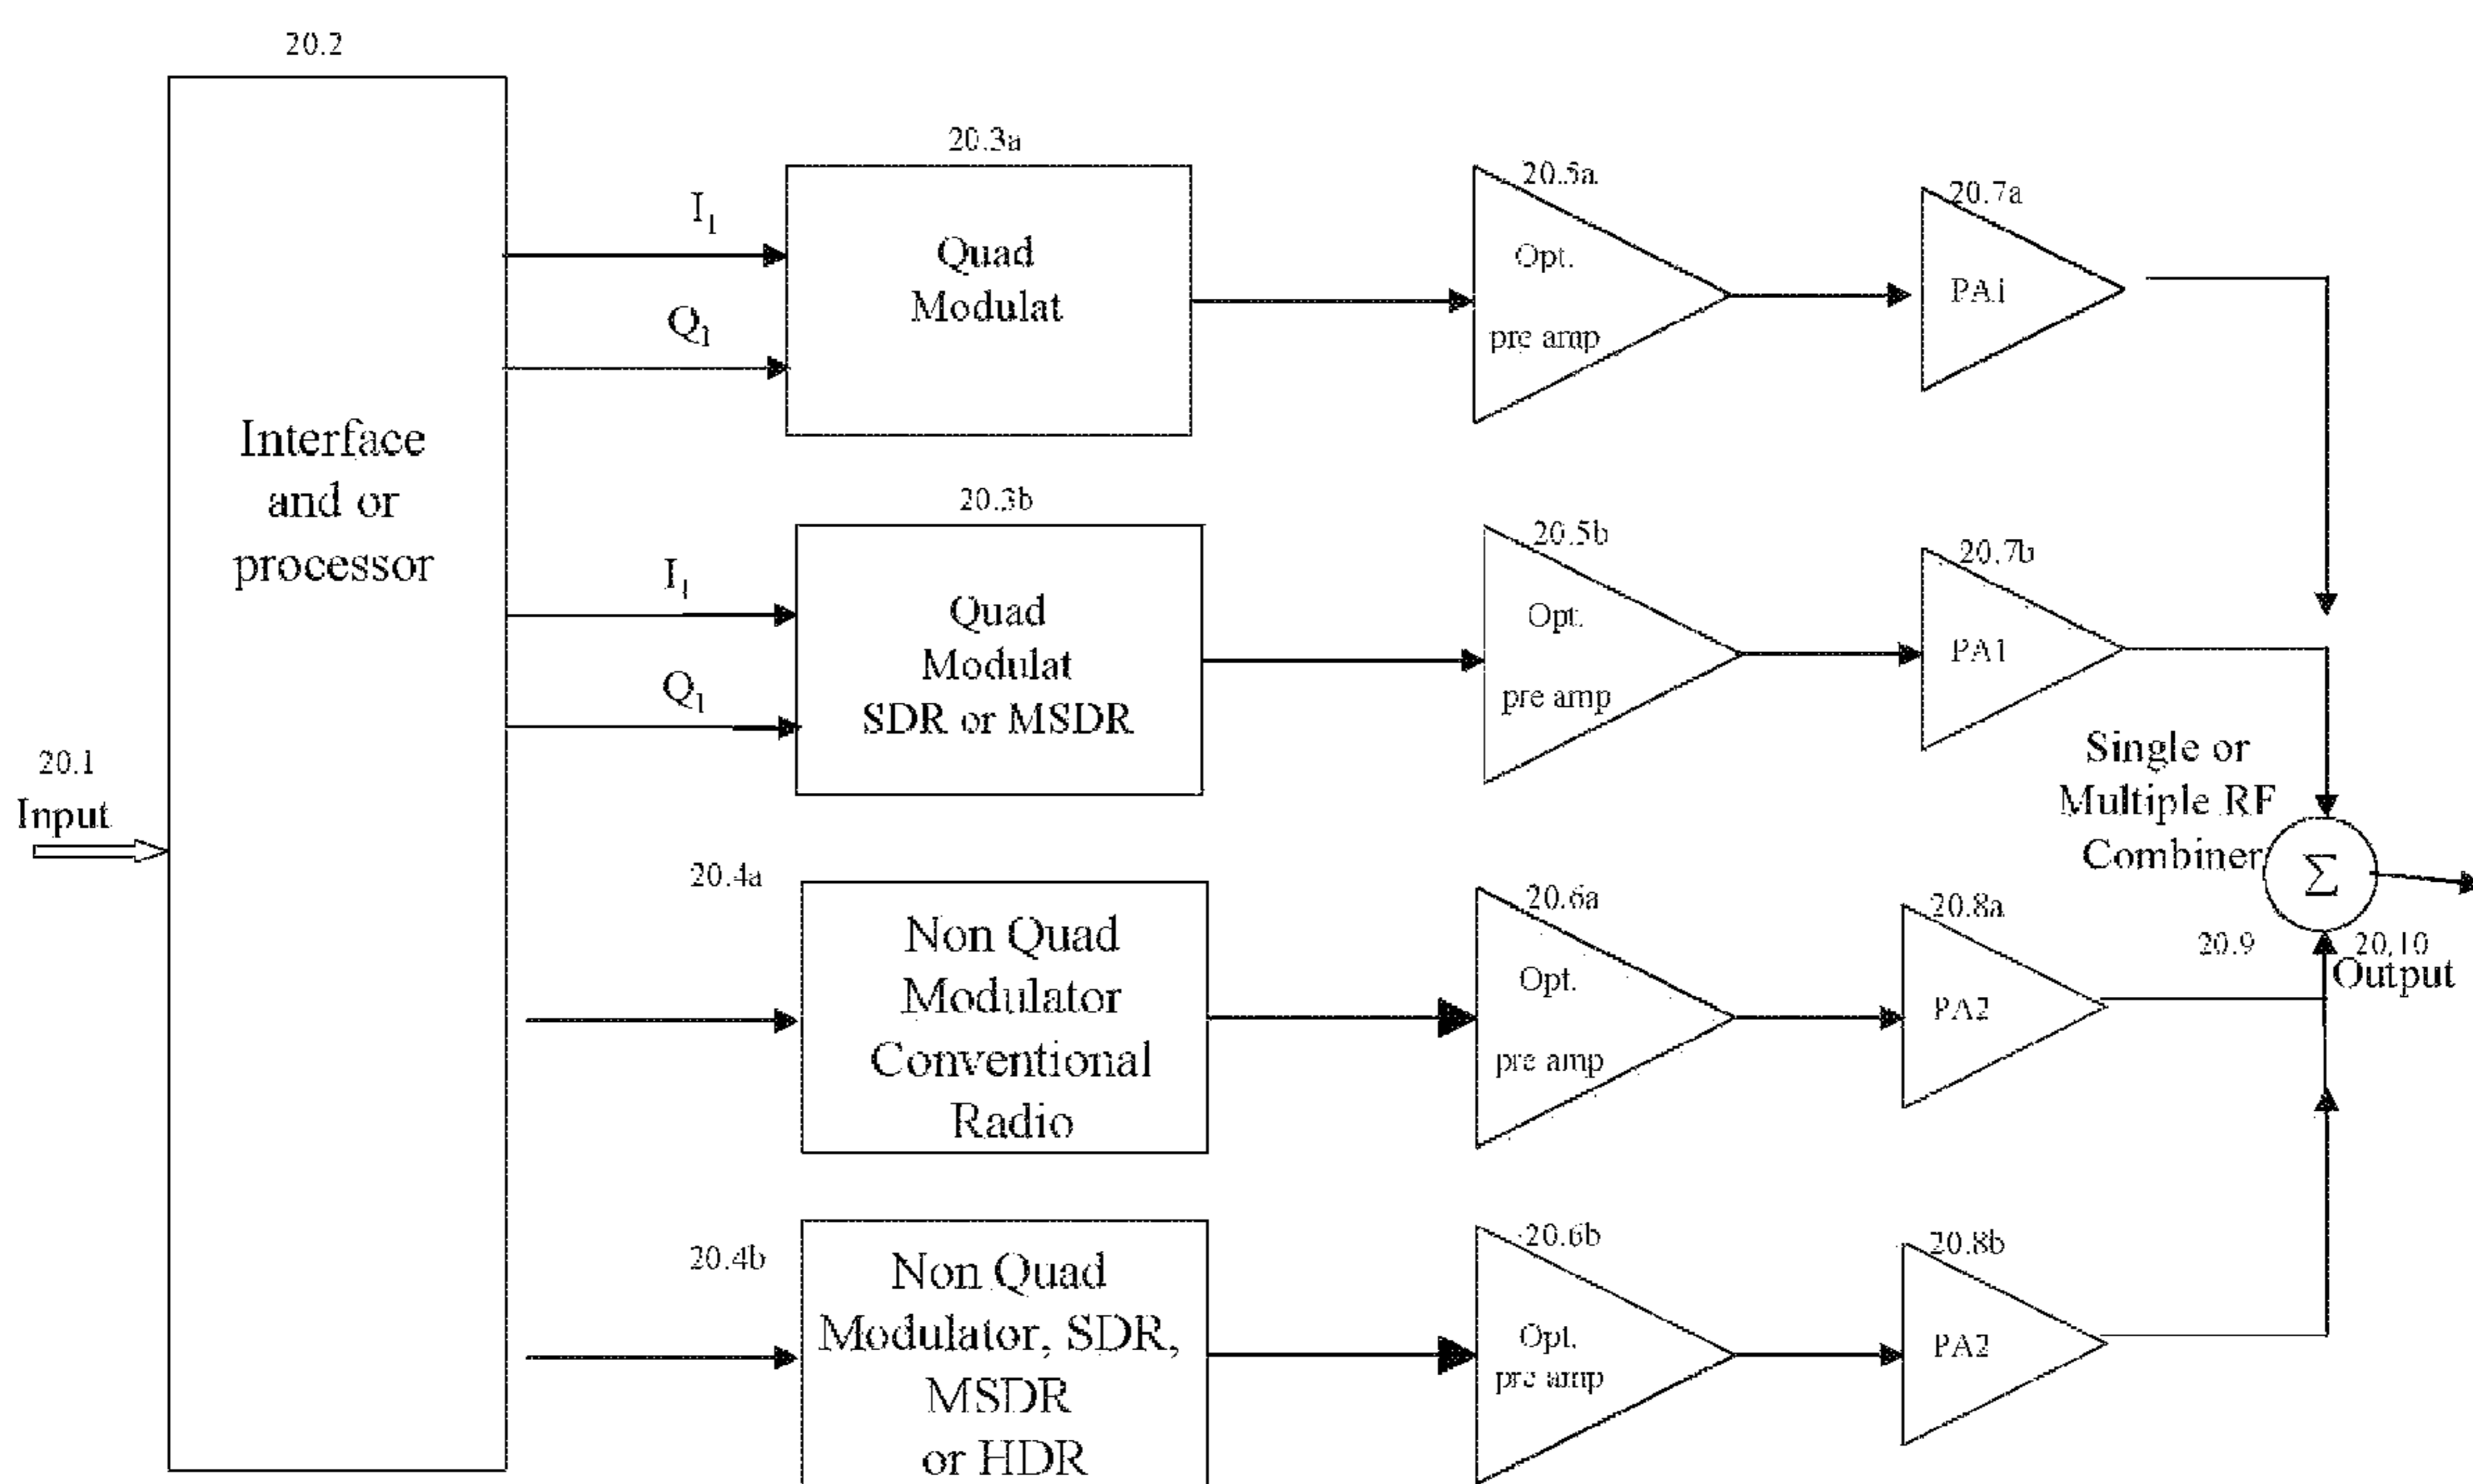 20.2
20.3a
I1
Q1
Quad
Modulat
20.5a
Opt.
pre amp
20.7a
PA1
Interface
and or
processor
20.3b
I1
Q1
Quad
Modulat
SDR or MSDR
20.5b
Opt.
pre amp
20.7b
PA1
20.1
Input
Single or
Multiple RF
Combiner
Σ
20.9
20.10
Output
20.4a
Non Quad
Modulator
Conventional
Radio
20.6a
Opt.
pre amp
20.8a
PA2
20.4b
Non Quad
Modulator, SDR,
MSDR
or HDR
20.6b
Opt.
pre amp
20.8b
PA2